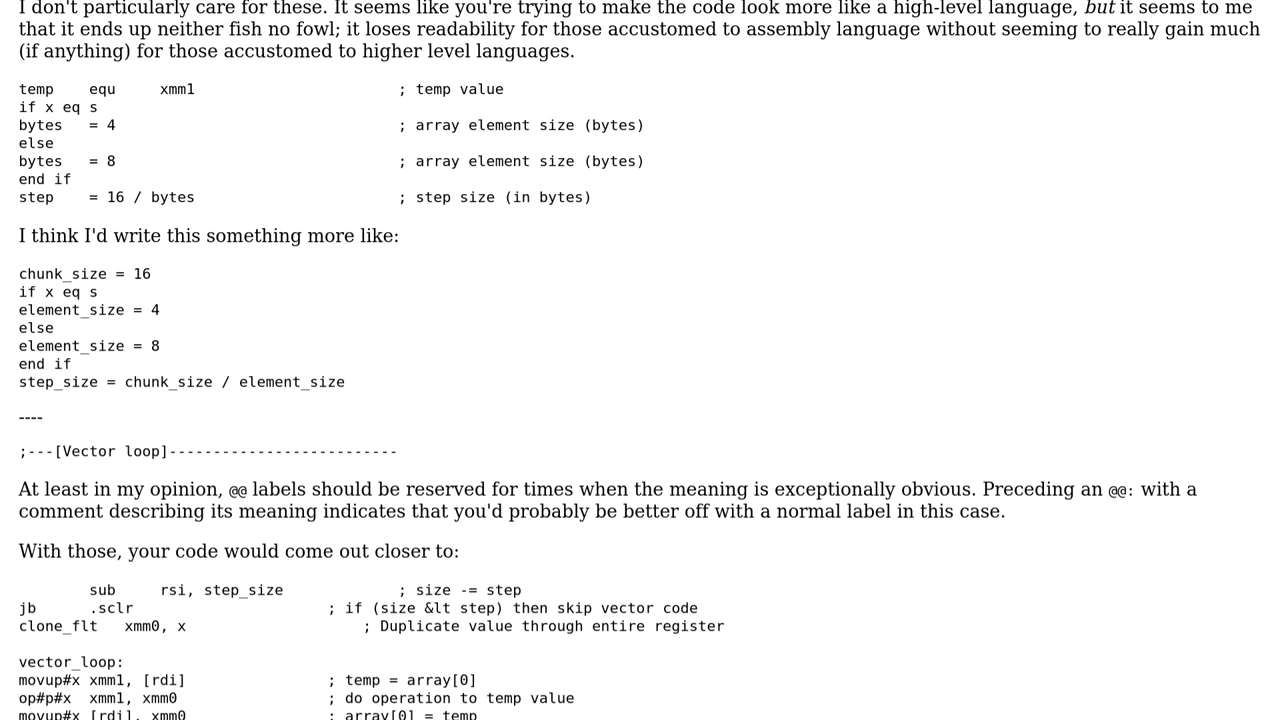 I don't particularly care for these. It seems like you're trying to make the code look more like a high-level language, but it seems to me
that it ends up neither fish no fowl; it loses readability for those accustomed to assembly language without seeming to really gain much
(if anything) for those accustomed to higher level languages.
temp    equ     xmm1                       ; temp value
if x eq s
bytes   = 4                                ; array element size (bytes)
else
bytes   = 8                                ; array element size (bytes)
end if
step    = 16 / bytes                       ; step size (in bytes)
I think I'd write this something more like:
chunk_size = 16
if x eq s
element_size = 4
else
element_size = 8
end if
step_size = chunk_size / element_size
----
;---[Vector loop]--------------------------
At least in my opinion, @@ labels should be reserved for times when the meaning is exceptionally obvious. Preceding an @@: with a
comment describing its meaning indicates that you'd probably be better off with a normal label in this case.
With those, your code would come out closer to:
        sub     rsi, step_size             ; size -= step
jb      .sclr                      ; if (size &lt step) then skip vector code
clone_flt   xmm0, x                    ; Duplicate value through entire register
vector_loop:
movup#x xmm1, [rdi]                ; temp = array[0]
op#p#x  xmm1, xmm0                 ; do operation to temp value
movup#x [rdi], xmm0                ; array[0] = temp